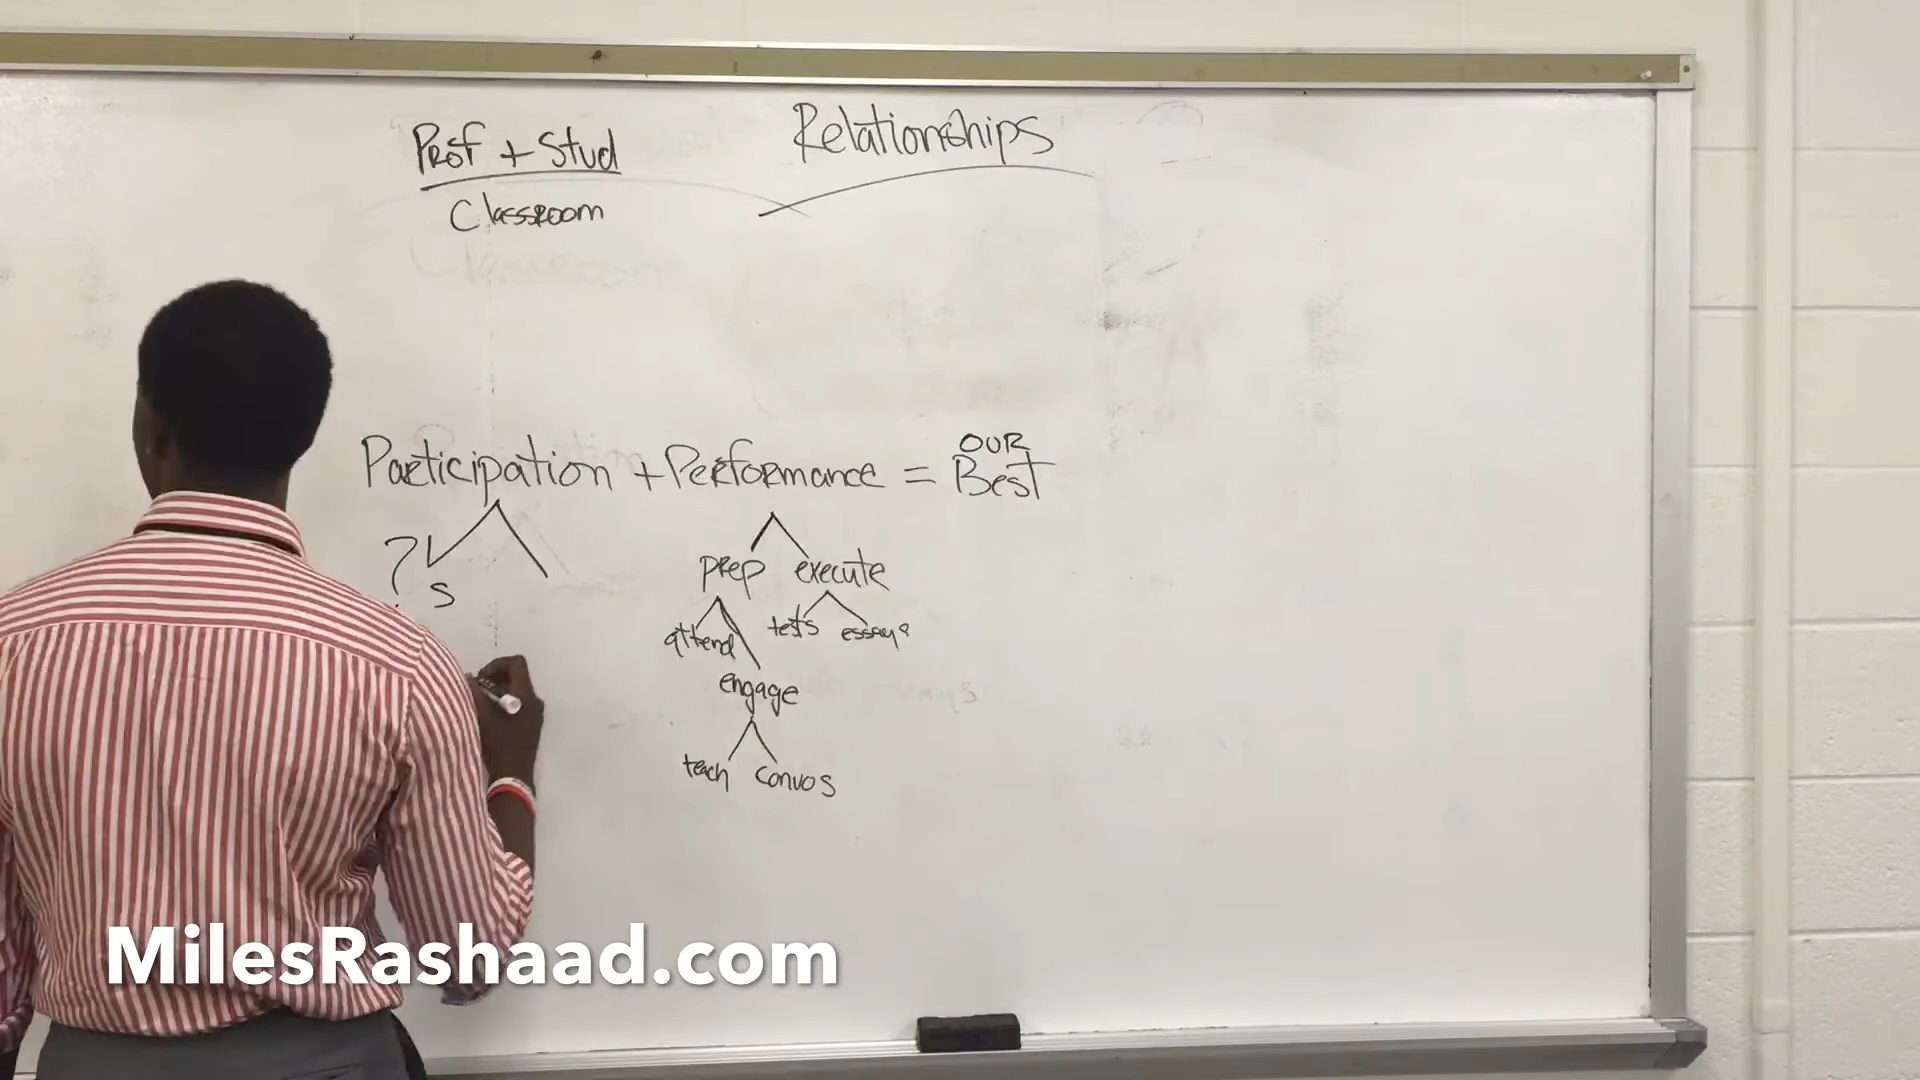 Prof + Stud
Classroom
Relationships
Participation + Performance = OUR Best
? s
prep execute
attend tests essays
engage
teach convos
MilesRashaad.com